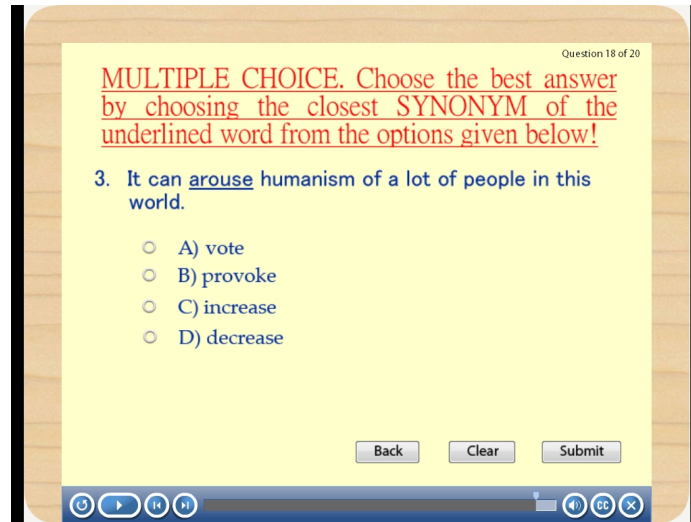 Question 18 of 20
MULTIPLE CHOICE. Choose the best answer
by choosing the closest SYNONYM of the
underlined word from the options given below!
3. It can arouse humanism of a lot of people in this
world.
A) vote
B) provoke
C) increase
D) decrease
Back Clear Submit
CC